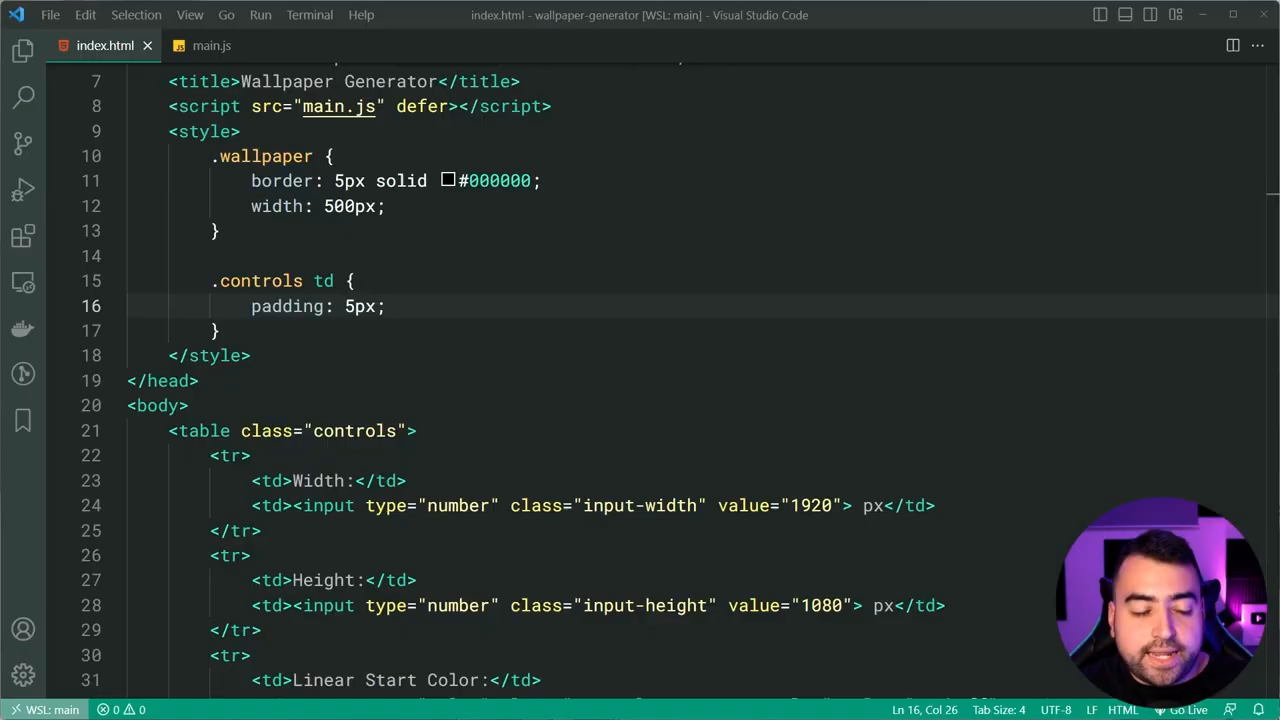 File Edit Selection View Go Run Terminal Help index.html - wallpaper-generator [WSL: main] - Visual Studio Code
index.html main.js
7 <title>Wallpaper Generator</title>
8 <script src="main.js" defer></script>
9 <style>
10 .wallpaper {
11 border: 5px solid #000000;
12 width: 500px;
13 }
14
15 .controls td {
16 padding: 5px;
17 }
18 </style>
19 </head>
20 <body>
21 <table class="controls">
22 <tr>
23 <td>Width:</td>
24 <td><input type="number" class="input-width" value="1920"> px</td>
25 </tr>
26 <tr>
27 <td>Height:</td>
28 <td><input type="number" class="input-height" value="1080"> px</td>
29 </tr>
30 <tr>
31 <td>Linear Start Color:</td>
WSL: main 0 0 Ln 16, Col 26 Tab Size: 4 UTF-8 LF HTML Go Live